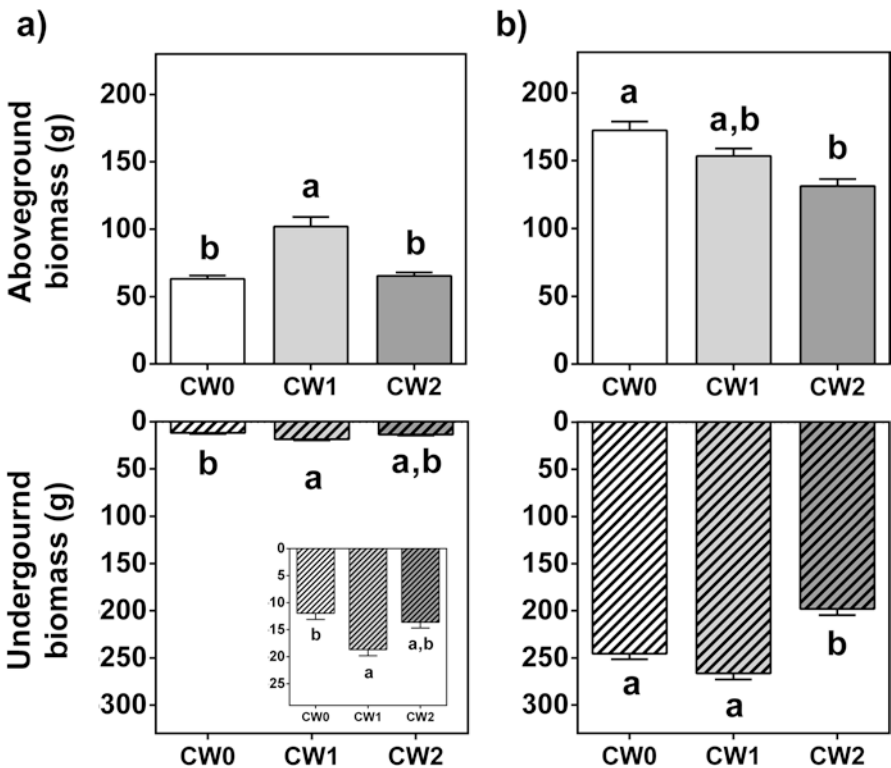 a)
Aboveground
biomass (g)
200
150
100
50
0
b
a
b
CW0 CW1 CW2
b)
200
150
100
50
0
a
a,b
b
CW0 CW1 CW2
Undergournd
biomass (g)
0
50
100
150
200
250
300
b
a
a,b
0
5
10
15
20
25
b
a
a,b
CW0 CW1 CW2
CW0 CW1 CW2
0
50
100
150
200
250
300
a
a
b
CW0 CW1 CW2